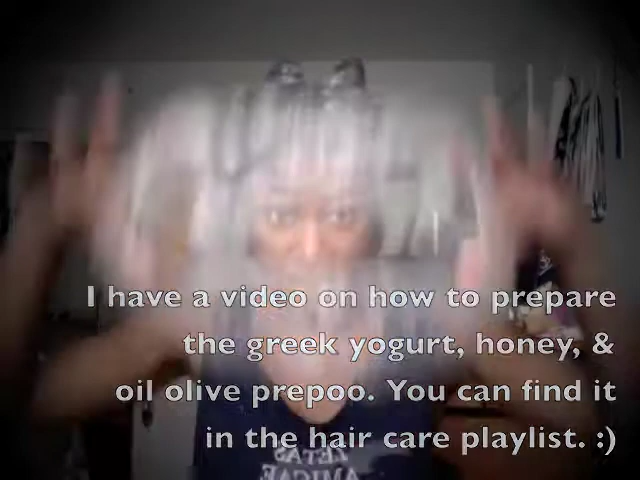 I have a video on how to prepare
the greek yogurt, honey, &
oil olive prepoo. You can find it
in the hair care playlist. :)